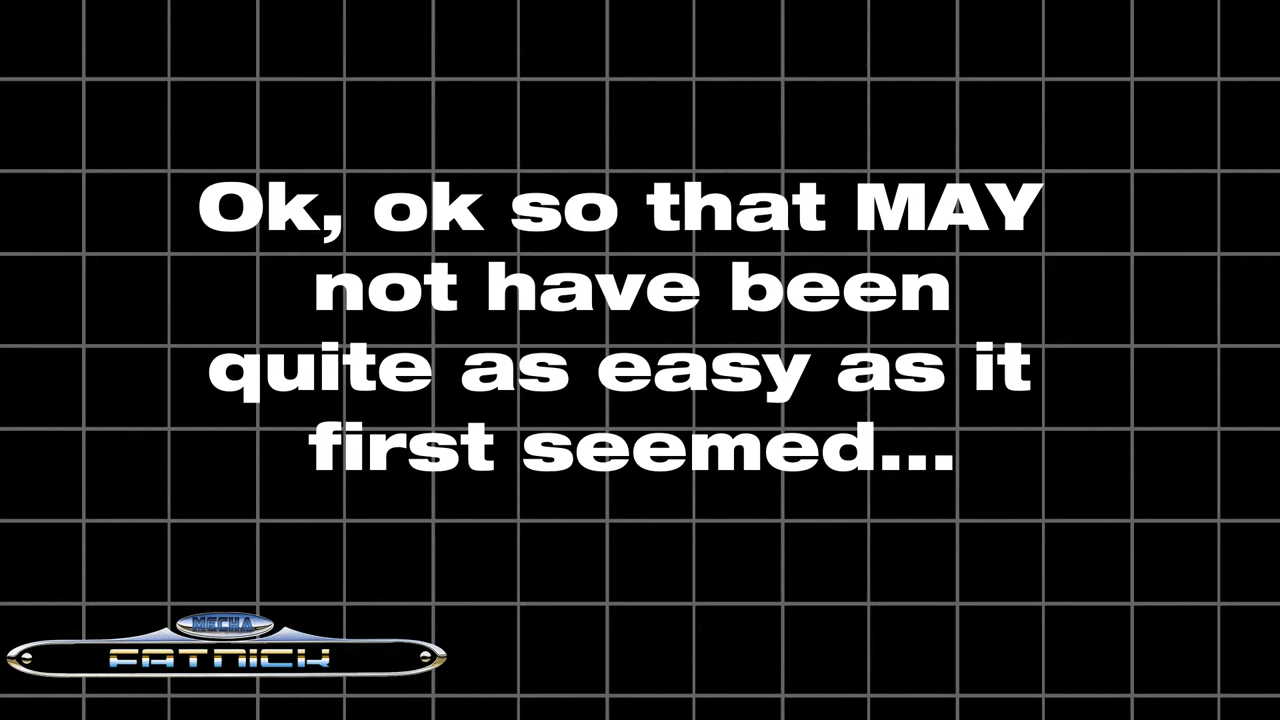 Ok, ok so that MAY
not have been
quite as easy as it
first seemed...
MECHA
FATNICK